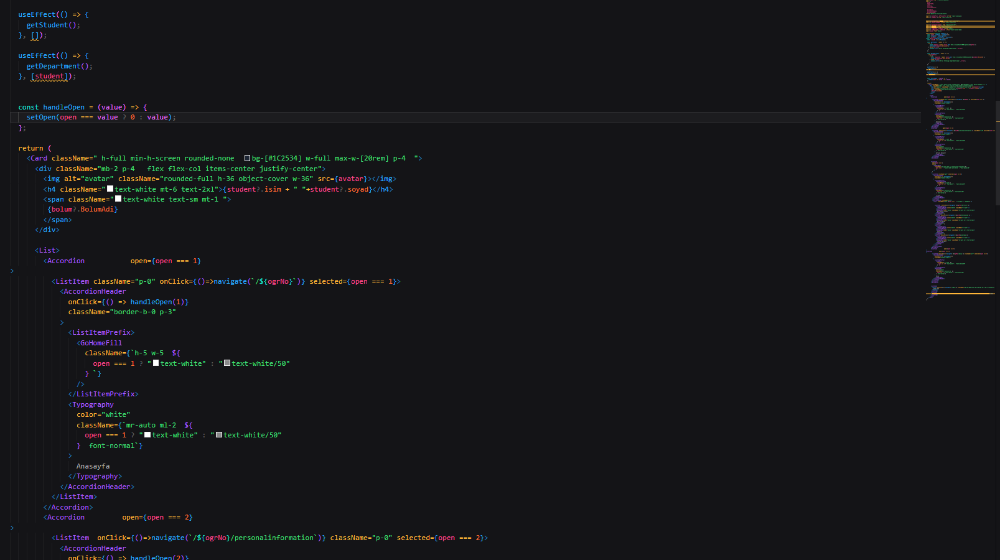 useEffect(() => {
  getStudent();
}, []);

useEffect(() => {
  getDepartment();
}, [student]);


const handleOpen = (value) => {
  setOpen(open === value ? 0 : value);
};

return (
  <Card className=" h-full min-h-screen rounded-none  bg-[#1C2534] w-full max-w-[20rem] p-4  ">
    <div className="mb-2 p-4   flex flex-col items-center justify-center">
      <img alt="avatar" className="rounded-full h-36 object-cover w-36" src={avatar}></img>
      <h4 className="text-white mt-6 text-2xl">{student?.isim + " "+student?.soyad}</h4>
      <span className="text-white text-sm mt-1 ">
       {bolum?.BolumAdi}
      </span>
    </div>

    <List>
      <Accordion           open={open === 1}
>
        <ListItem className="p-0" onClick={()=>navigate(`/${ogrNo}`)} selected={open === 1}>
          <AccordionHeader
            onClick={() => handleOpen(1)}
            className="border-b-0 p-3"
          >
            <ListItemPrefix>
              <GoHomeFill
                className={`h-5 w-5  ${
                  open === 1 ? "text-white" : "text-white/50"
                } `}
              />
            </ListItemPrefix>
            <Typography
              color="white"
              className={`mr-auto ml-2  ${
                open === 1 ? "text-white" : "text-white/50"
              }  font-normal`}
            >
              Anasayfa
            </Typography>
          </AccordionHeader>
        </ListItem>
      </Accordion>
      <Accordion         open={open === 2}
>
        <ListItem  onClick={()=>navigate(`/${ogrNo}/personalinformation`)} className="p-0" selected={open === 2}>
          <AccordionHeader
            onClick={() => handleOpen(2)}